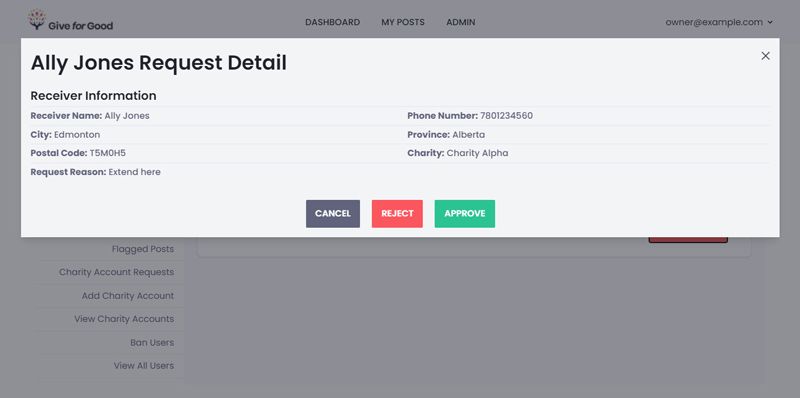 Give for Good
DASHBOARD MY POSTS ADMIN owner@example.com
Ally Jones Request Detail
Receiver Information
Receiver Name: Ally Jones Phone Number: 7801234560
City: Edmonton Province: Alberta
Postal Code: T5M0H5 Charity: Charity Alpha
Request Reason: Extend here
CANCEL REJECT APPROVE
Flagged Posts
Charity Account Requests
Add Charity Account
View Charity Accounts
Ban Users
View All Users